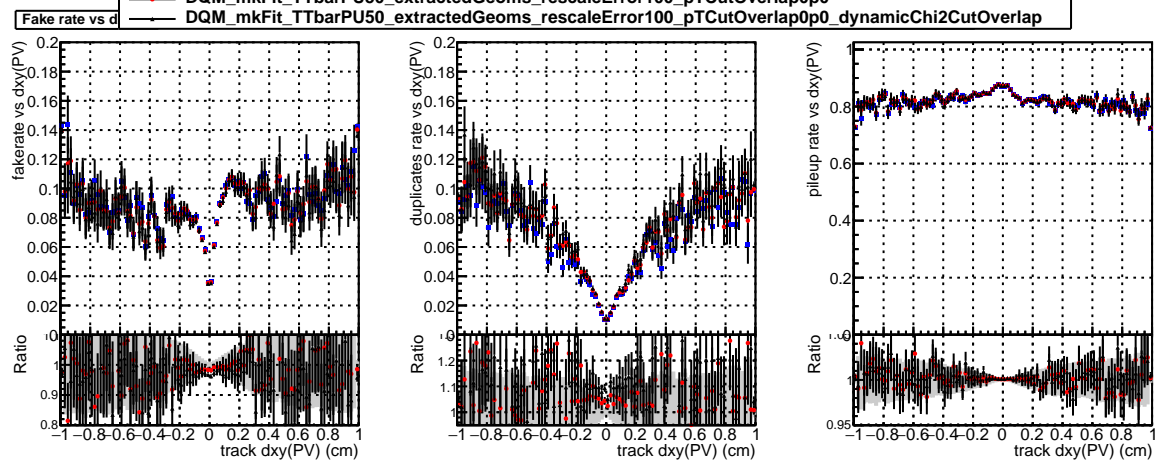 DQM_mkFit_TTbarPU50_extractedGeoms_rescaleError100_pTCutOverlap0p0
DQM_mkFit_TTbarPU50_extractedGeoms_rescaleError100_pTCutOverlap0p0_dynamicChi2CutOverlap
Fake rate vs d
fakerate vs dxy(PV)
0.2
0.18
0.16
0.14
0.12
0.1
0.08
0.06
0.04
0.02
0
Ratio
1
0.9
0.8
−1 −0.8 −0.6 −0.4 −0.2 0 0.2 0.4 0.6 0.8 1
track dxy(PV) (cm)
duplicates rate vs dxy(PV)
0.2
0.18
0.16
0.14
0.12
0.1
0.08
0.06
0.04
0.02
0
Ratio
1.2
1.1
1
−1 −0.8 −0.6 −0.4 −0.2 0 0.2 0.4 0.6 0.8 1
track dxy(PV) (cm)
pileup rate vs dxy(PV)
1
0.8
0.6
0.4
0.2
0
Ratio
1
0.95
−1 −0.8 −0.6 −0.4 −0.2 0 0.2 0.4 0.6 0.8 1
track dxy(PV) (cm)